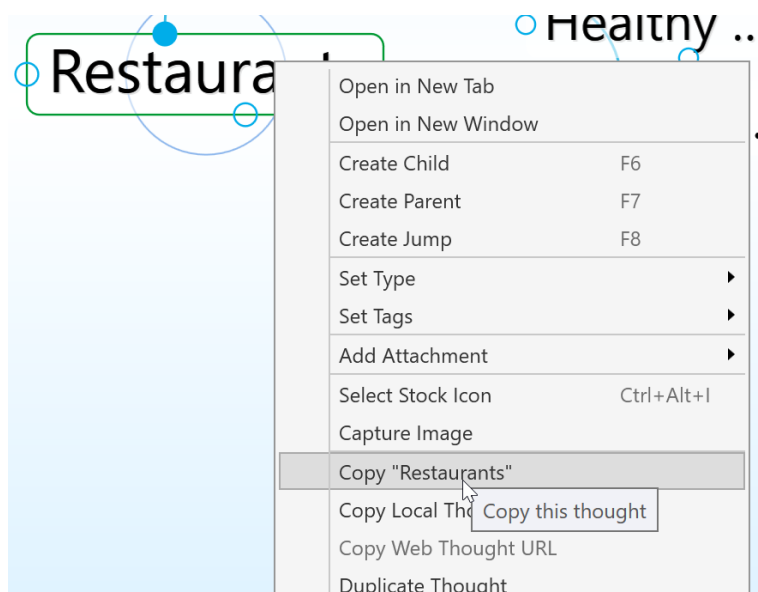 Healthy ...
Restaura
Open in New Tab
Open in New Window
Create Child F6
Create Parent F7
Create Jump F8
Set Type
Set Tags
Add Attachment
Select Stock Icon Ctrl+Alt+I
Capture Image
Copy "Restaurants"
Copy Local Tho
Copy this thought
Copy Web Thought URL
Duplicate Thought